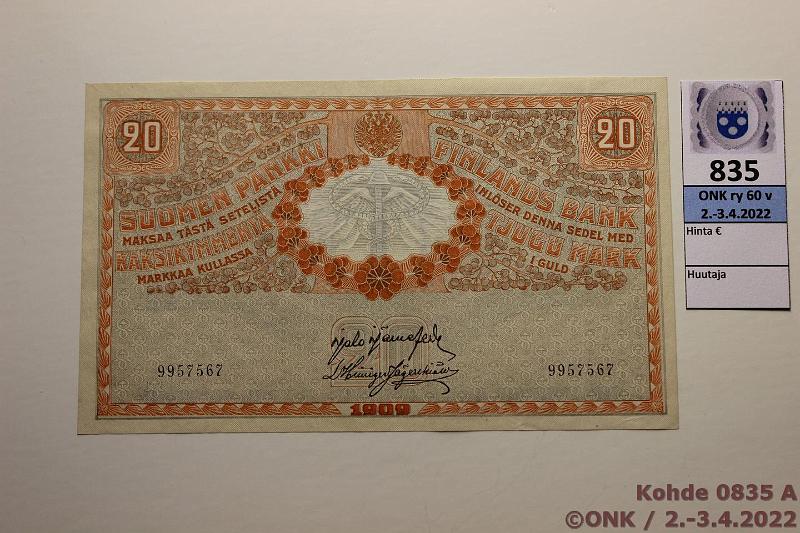 20
20
SUOMEN PANKKI
MAKSAA TÄSTÄ SETELISTÄ
KAKSIKYMMENTÄ
MARKKAA KULLASSA
FINLANDS BANK
INLÖSER DENNA SEDEL MED
TJUGU MARK
I GULD
9957567
9957567
1909
835
ONK ry 60 v
2.-3.4.2022
Hinta €
Huutaja
Kohde 0835 A
©ONK / 2.-3.4.2022